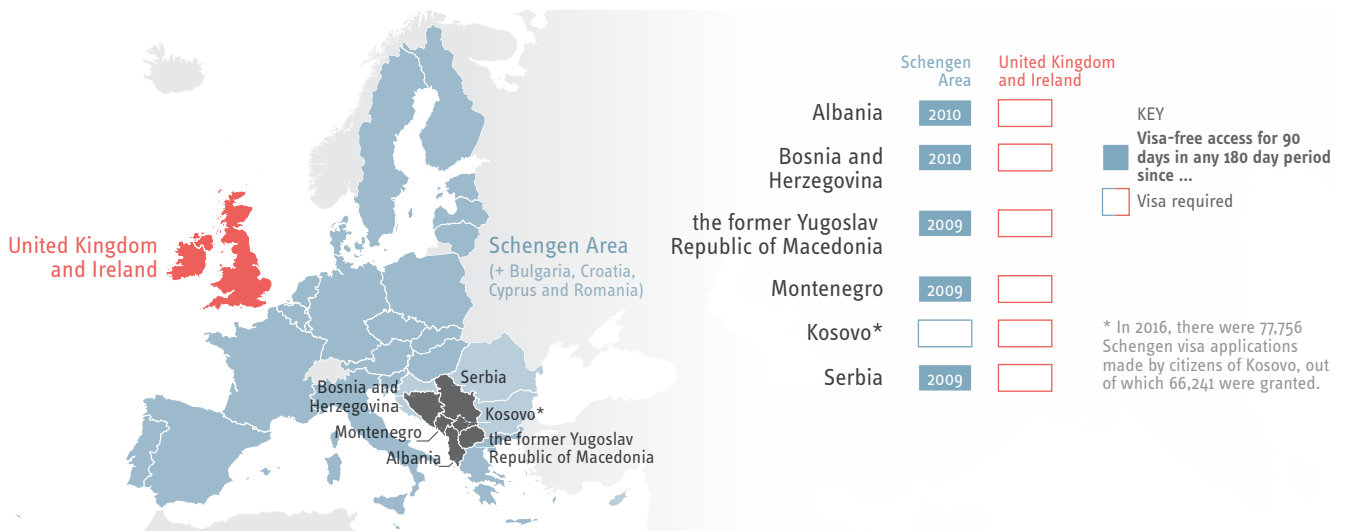 United Kingdom
and Ireland
Schengen Area
(+ Bulgaria, Croatia,
Cyprus and Romania)
Bosnia and
Herzegovina
Serbia
Kosovo*
Montenegro
the former Yugoslav
Republic of Macedonia
Albania
Schengen
Area
United Kingdom
and Ireland
Albania
2010
Bosnia and
Herzegovina
2010
the former Yugoslav
Republic of Macedonia
2009
Montenegro
2009
Kosovo*
Serbia
2009
KEY
Visa-free access for 90
days in any 180 day period
since ...
Visa required
* In 2016, there were 77,756
Schengen visa applications
made by citizens of Kosovo, out
of which 66,241 were granted.